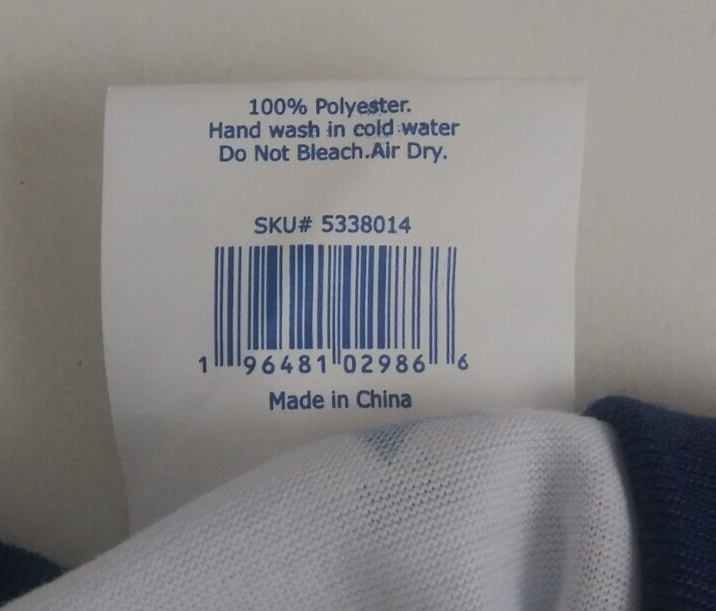 100% Polyester.
Hand wash in cold water
Do Not Bleach.Air Dry.
SKU# 5338014
1 96481 02986 6
Made in China